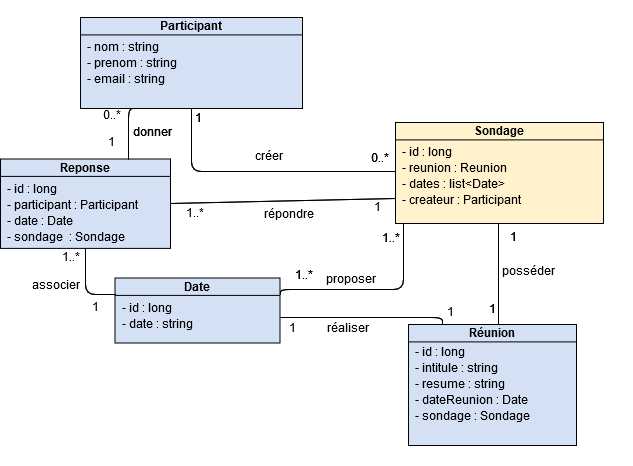 Participant
- nom : string
- prenom : string
- email : string
0..*
1
donner
1
créer
0..*
Sondage
- id : long
- reunion : Reunion
- dates : list<Date>
- createur : Participant
Reponse
- id : long
- participant : Participant
- date : Date
- sondage : Sondage
1..*
répondre
1
1..*
associer
1
1..*
1..*
proposer
1
posséder
1
Date
- id : long
- date : string
1
réaliser
1
Réunion
- id : long
- intitule : string
- resume : string
- dateReunion : Date
- sondage : Sondage